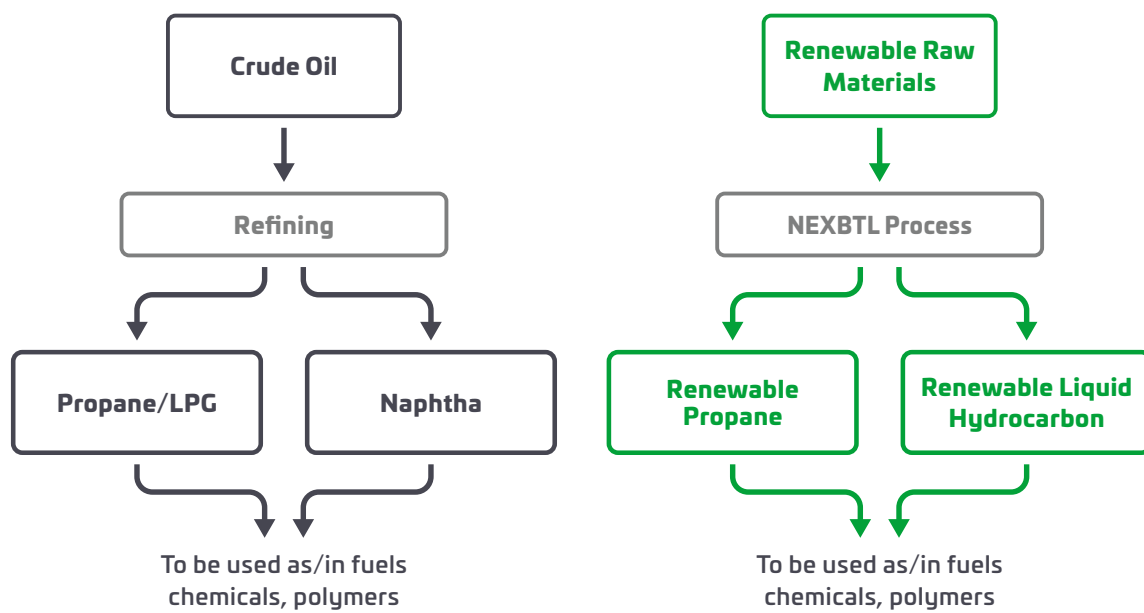 Crude Oil
Refining
Propane/LPG
Naphtha
To be used as/in fuels
chemicals, polymers
Renewable Raw
Materials
NEXBTL Process
Renewable
Propane
Renewable Liquid
Hydrocarbon
To be used as/in fuels
chemicals, polymers